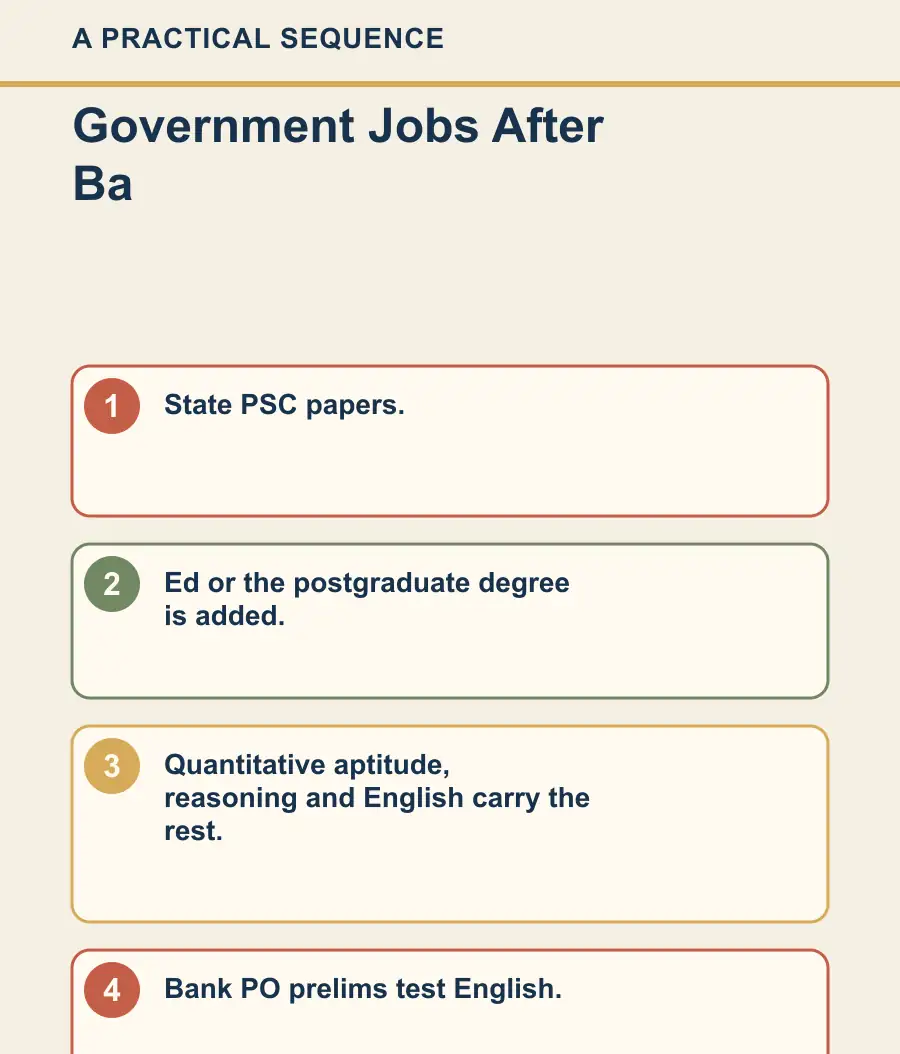 A PRACTICAL SEQUENCE
Government Jobs After
Ba
1
State PSC papers.
2
Ed or the postgraduate degree
is added.
3
Quantitative aptitude,
reasoning and English carry the
rest.
4
Bank PO prelims test English.